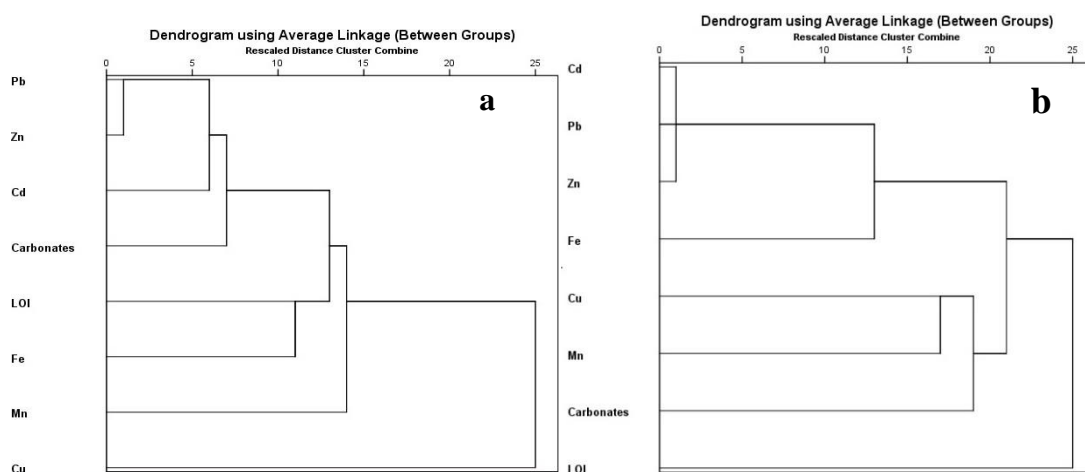 Dendrogram using Average Linkage (Between Groups)
Rescaled Distance Cluster Combine
0 5 10 15 20 25
a
Pb
Zn
Cd
Carbonates
LOI
Fe
Mn
Cu
Dendrogram using Average Linkage (Between Groups)
Rescaled Distance Cluster Combine
0 5 10 15 20 25
b
Cd
Pb
Zn
Fe
Cu
Mn
Carbonates
LOI